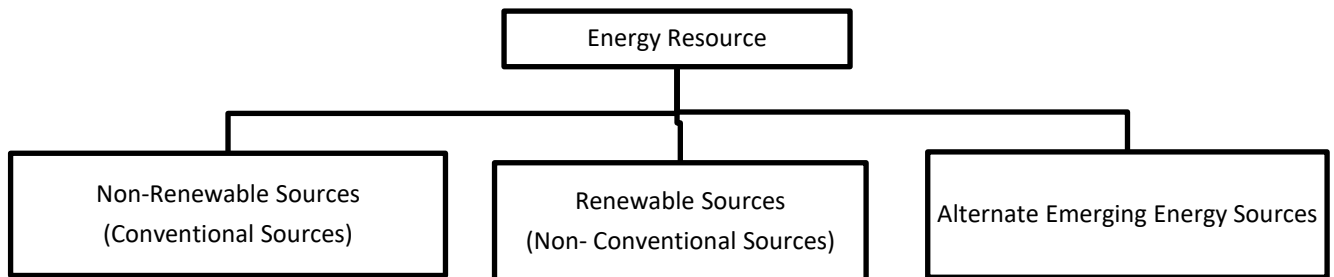 Energy Resource
Non-Renewable Sources
(Conventional Sources)
Renewable Sources
(Non- Conventional Sources)
Alternate Emerging Energy Sources